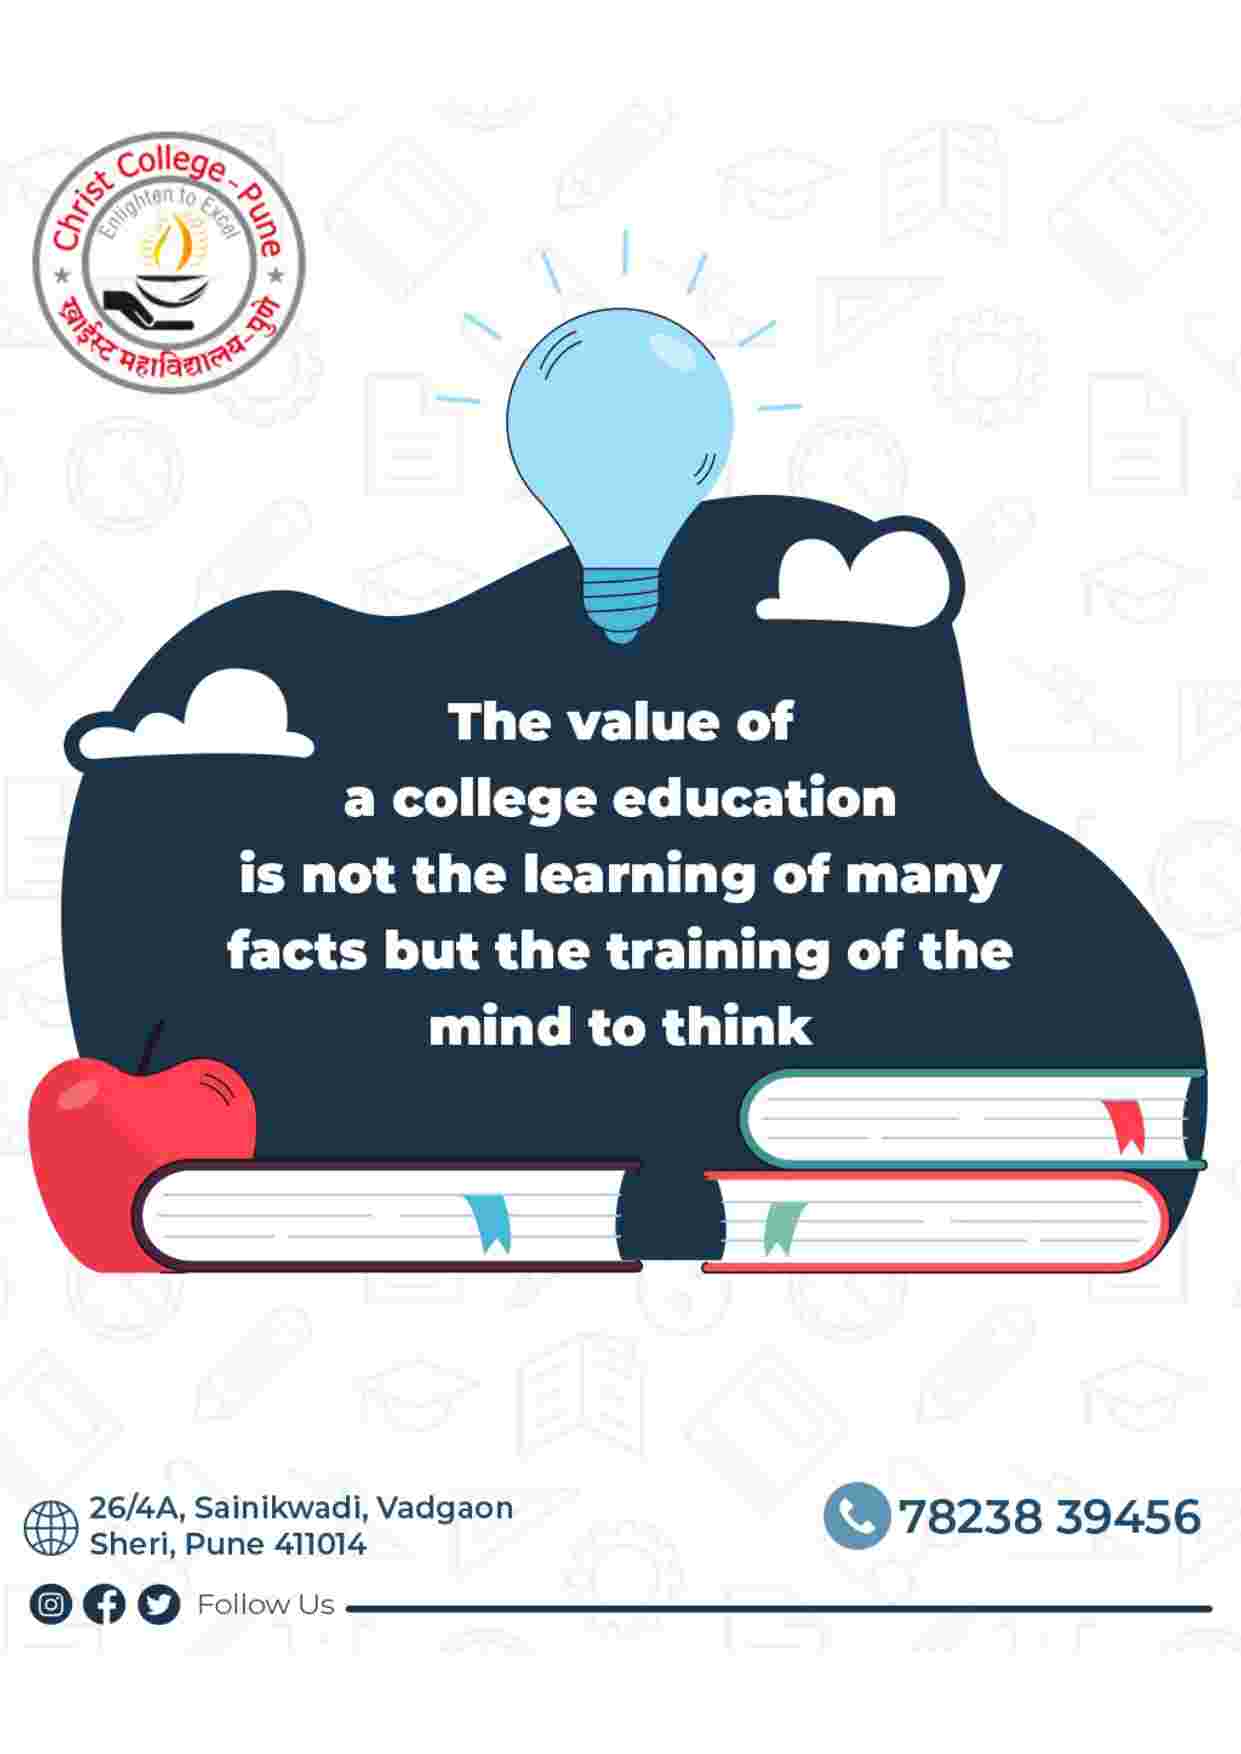 Christ College - Pune
Enlighten to Excel
ख्राईस्ट महाविद्यालय - पुणे
The value of
a college education
is not the learning of many
facts but the training of the
mind to think
26/4A, Sainikwadi, Vadgaon
Sheri, Pune 411014
78238 39456
Follow Us